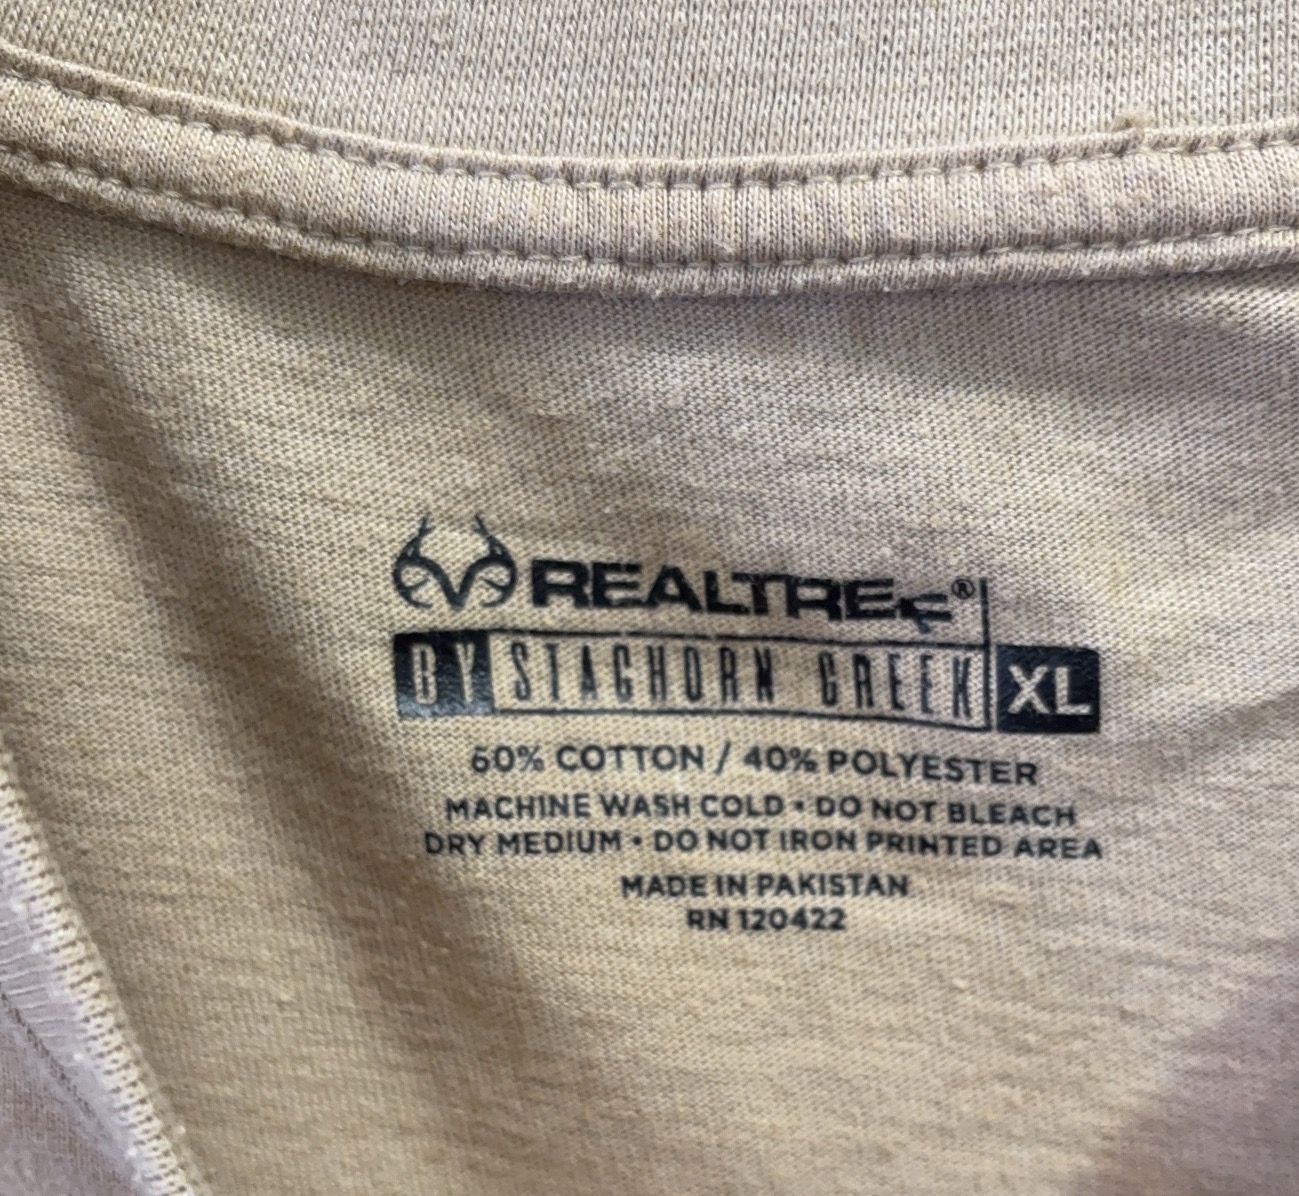 REALTREE®
BY STAGHORN CREEK XL
60% COTTON / 40% POLYESTER
MACHINE WASH COLD • DO NOT BLEACH
DRY MEDIUM • DO NOT IRON PRINTED AREA
MADE IN PAKISTAN
RN 120422